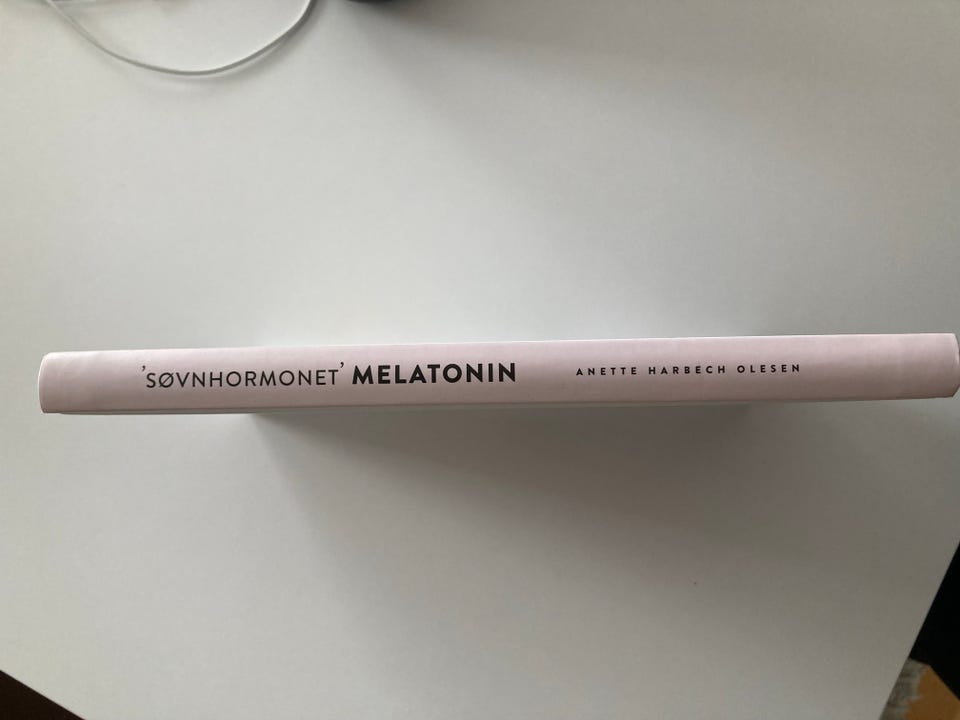 'SØVNHORMONET' MELATONIN ANETTE HARBECH OLESEN